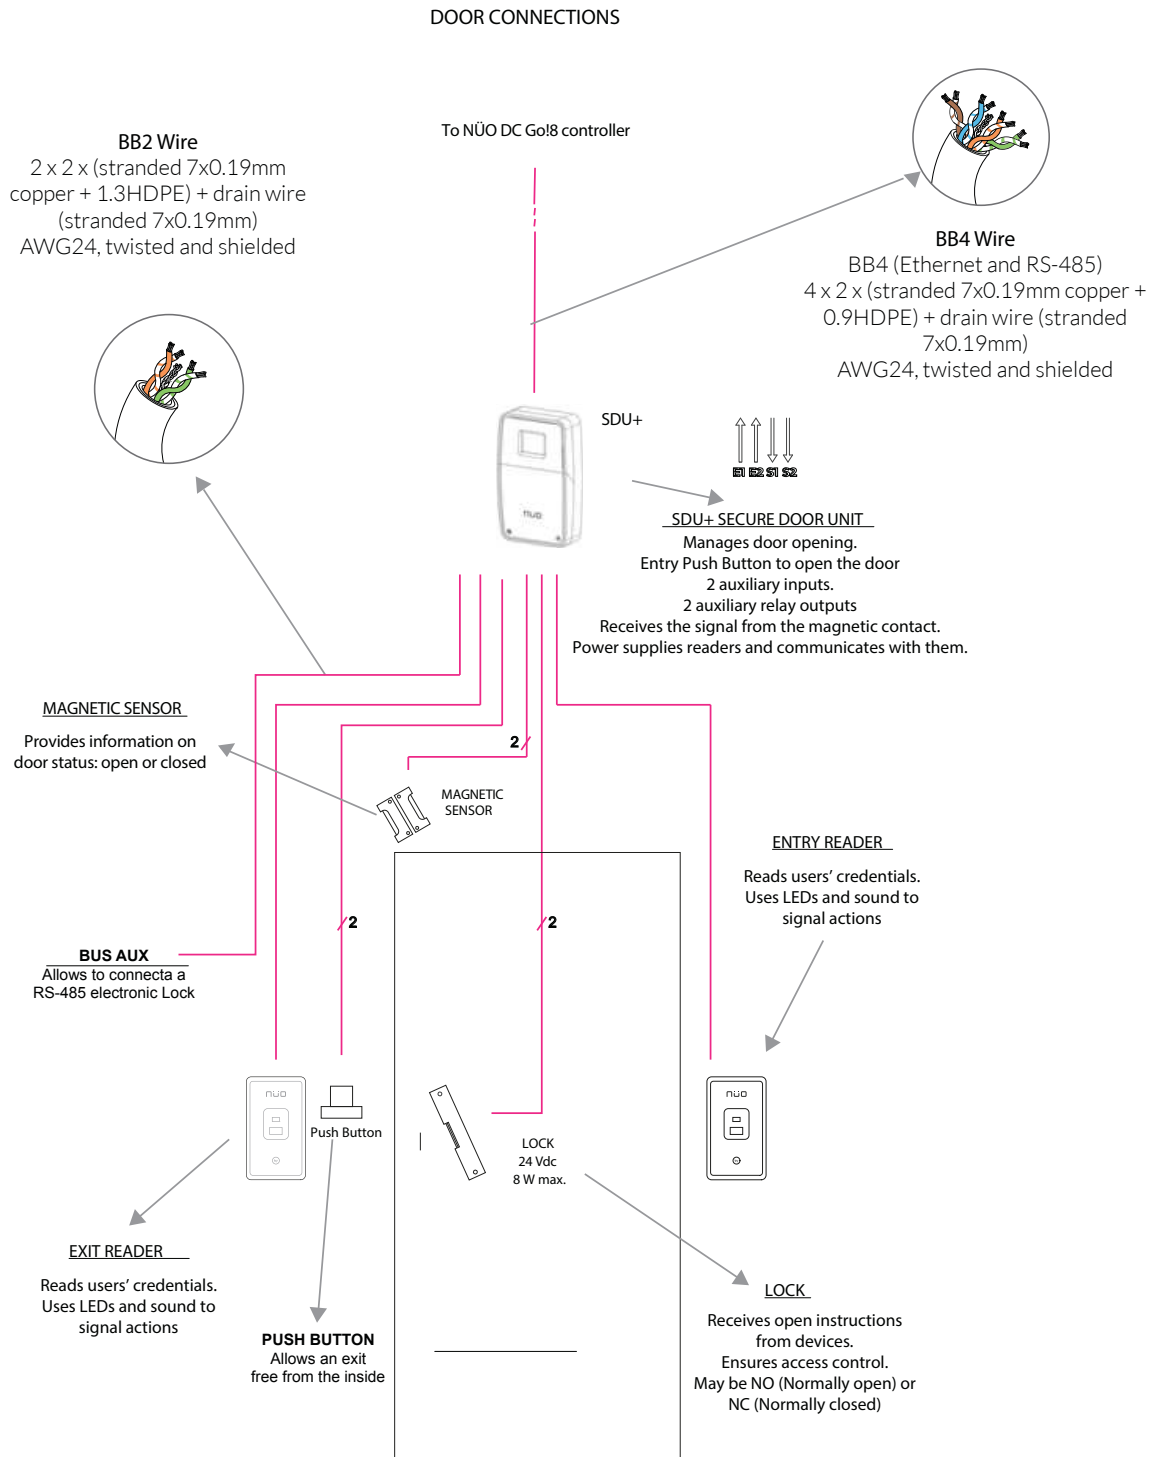 DOOR CONNECTIONS
To NÜO DC Go!8 controller
BB2 Wire
2 x 2 x (stranded 7x0.19mm
copper + 1.3HDPE) + drain wire
(stranded 7x0.19mm)
AWG24, twisted and shielded
BB4 Wire
BB4 (Ethernet and RS-485)
4 x 2 x (stranded 7x0.19mm copper +
0.9HDPE) + drain wire (stranded
7x0.19mm)
AWG24, twisted and shielded
SDU+
E1 E2 S1 S2
nüo
SDU+ SECURE DOOR UNIT
Manages door opening.
Entry Push Button to open the door
2 auxiliary inputs.
2 auxiliary relay outputs
Receives the signal from the magnetic contact.
Power supplies readers and communicates with them.
MAGNETIC SENSOR
Provides information on
door status: open or closed
2
MAGNETIC
SENSOR
ENTRY READER
Reads users’ credentials.
Uses LEDs and sound to
signal actions
2
2
BUS AUX
Allows to connecta a
RS-485 electronic Lock
nüo
Push Button
LOCK
24 Vdc
8 W max.
nüo
EXIT READER
Reads users’ credentials.
Uses LEDs and sound to
signal actions
PUSH BUTTON
Allows an exit
free from the inside
LOCK
Receives open instructions
from devices.
Ensures access control.
May be NO (Normally open) or
NC (Normally closed)